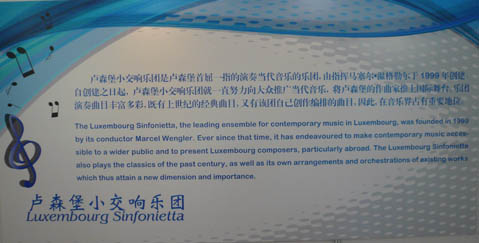 卢森堡小交响乐团是卢森堡首屈一指的演奏当代音乐的乐团, 由指挥马塞尔•温格勒尔于 1999 年创建
自创建之日起, 卢森堡小交响乐团就一直努力向大众推广当代音乐, 将卢森堡的作曲家推上国际舞台. 乐团
演奏曲目丰富多彩, 既有上世纪的经典曲目, 又有该团自己创作编排的曲目, 因此, 在音乐界占有重要地位.
The Luxembourg Sinfonietta, the leading ensemble for contemporary music in Luxembourg, was founded in 1999
by its conductor Marcel Wengler. Ever since that time, it has endeavoured to make contemporary music acces-
sible to a wider public and to present Luxembourg composers, particularly abroad. The Luxembourg Sinfonietta
also plays the classics of the past century, as well as its own arrangements and orchestrations of existing works
which thus attain a new dimension and importance.
卢森堡小交响乐团
Luxembourg Sinfonietta